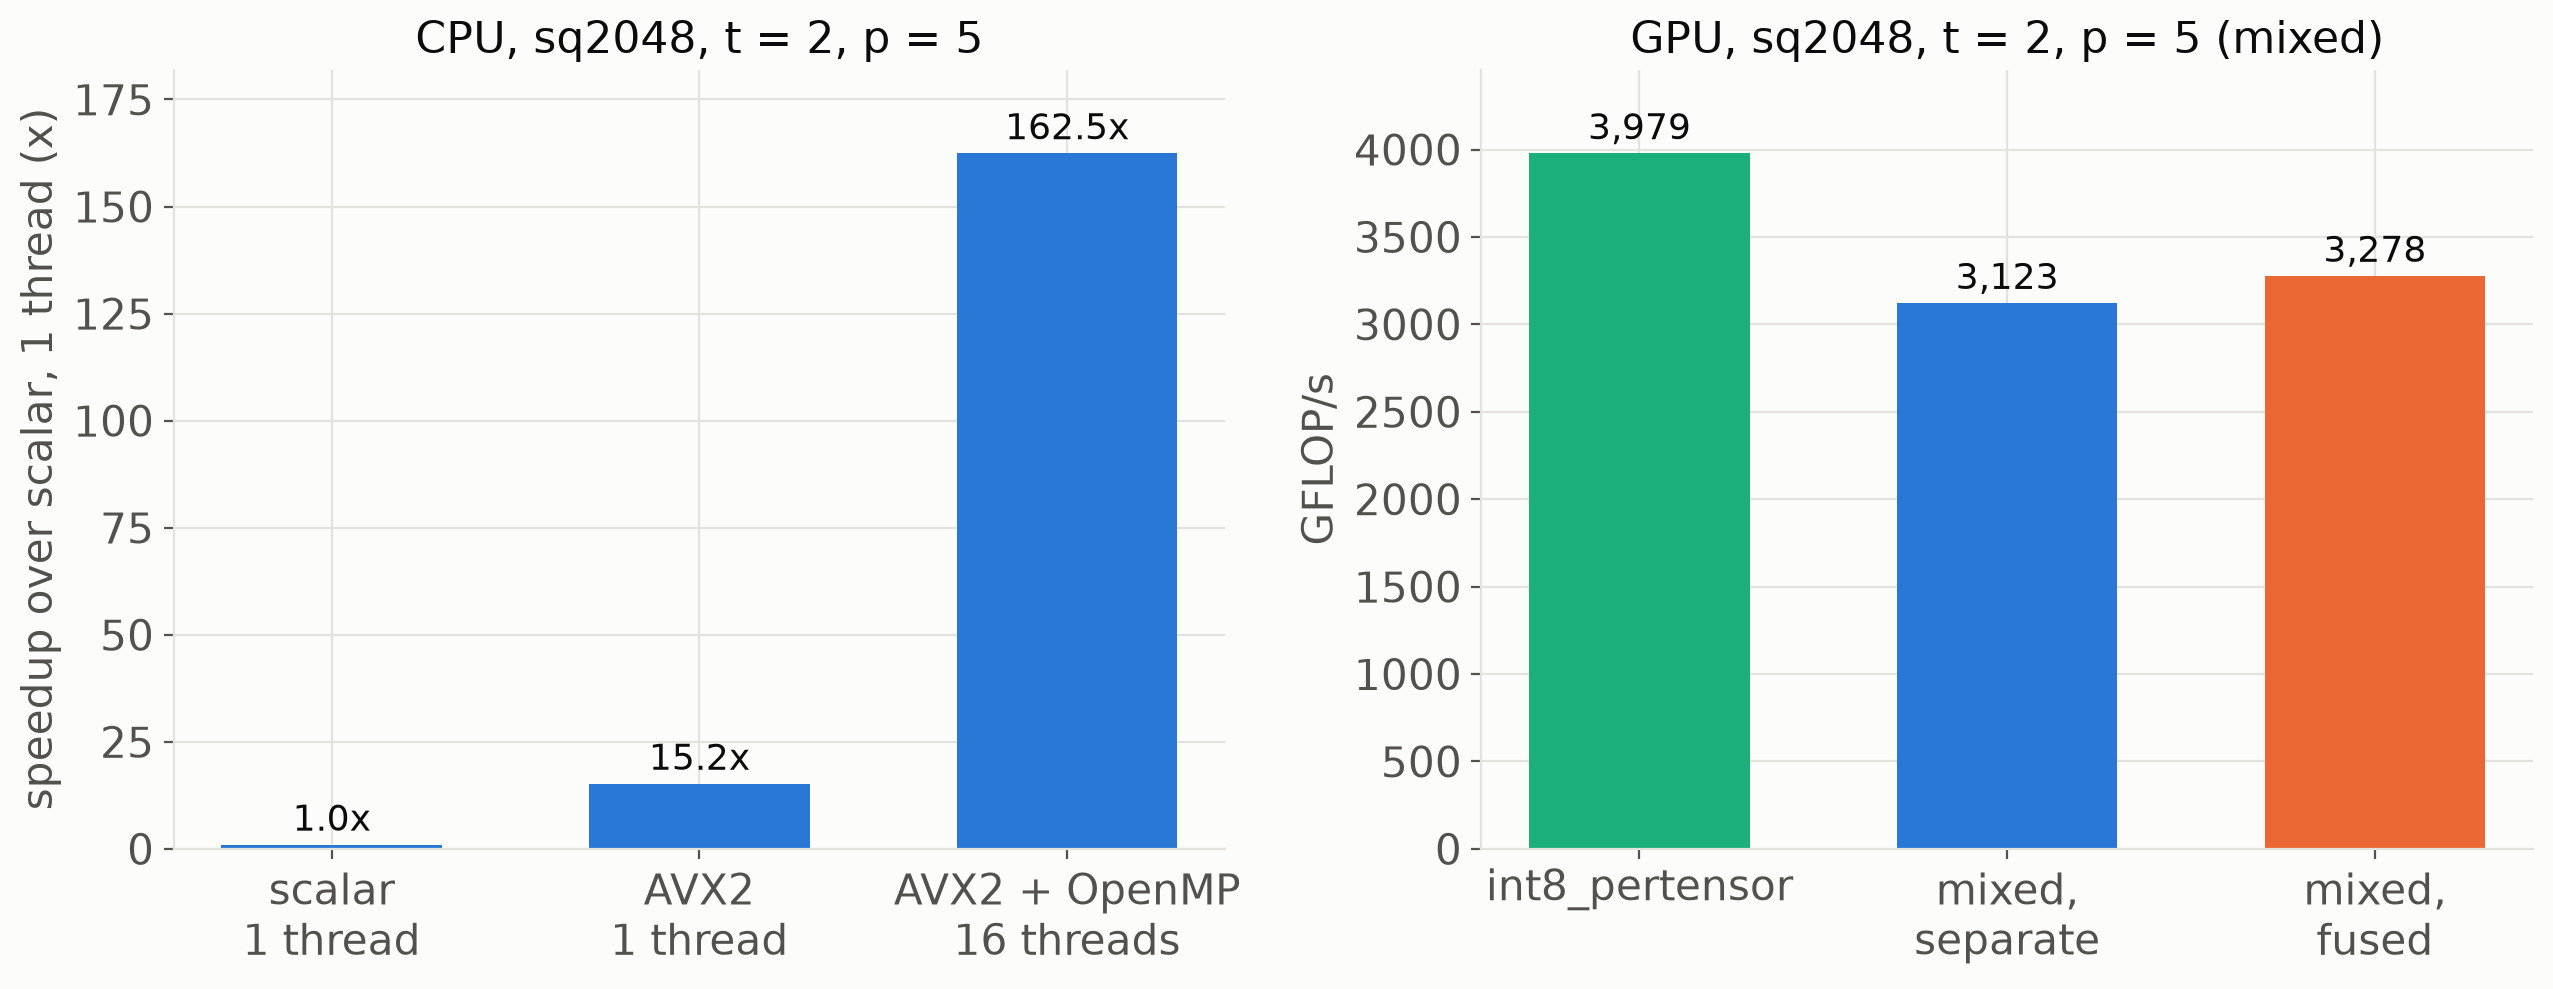 CPU, sq2048, t = 2, p = 5
speedup over scalar, 1 thread (x)
175
150
125
100
75
50
25
0
1.0x
15.2x
162.5x
scalar
1 thread
AVX2
1 thread
AVX2 + OpenMP
16 threads
GPU, sq2048, t = 2, p = 5 (mixed)
GFLOP/s
4000
3500
3000
2500
2000
1500
1000
500
0
3,979
3,123
3,278
int8_pertensor
mixed,
separate
mixed,
fused